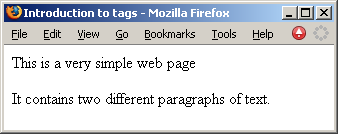 Introduction to tags - Mozilla Firefox
File Edit View Go Bookmarks Tools Help
This is a very simple web page
It contains two different paragraphs of text.